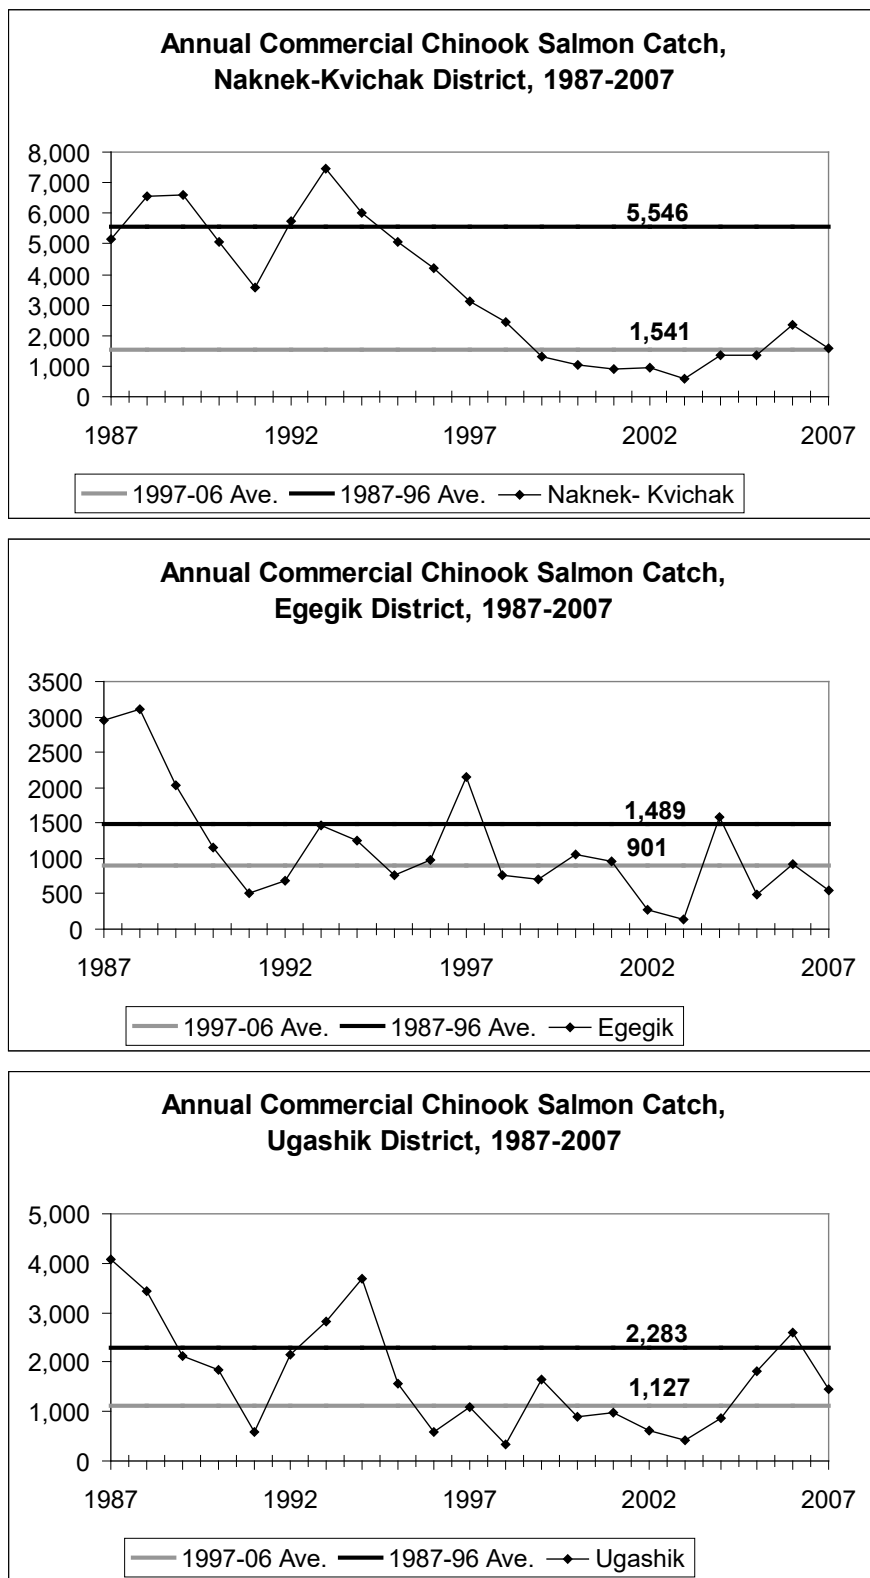 Annual Commercial Chinook Salmon Catch,
Naknek-Kvichak District, 1987-2007
8,000
7,000
6,000
5,000
4,000
3,000
2,000
1,000
0
5,546
1,541
1987 1992 1997 2002 2007
1997-06 Ave. 1987-96 Ave. Naknek- Kvichak
Annual Commercial Chinook Salmon Catch,
Egegik District, 1987-2007
3500
3000
2500
2000
1500
1000
500
0
1,489
901
1987 1992 1997 2002 2007
1997-06 Ave. 1987-96 Ave. Egegik
Annual Commercial Chinook Salmon Catch,
Ugashik District, 1987-2007
5,000
4,000
3,000
2,000
1,000
0
2,283
1,127
1987 1992 1997 2002 2007
1997-06 Ave. 1987-96 Ave. Ugashik